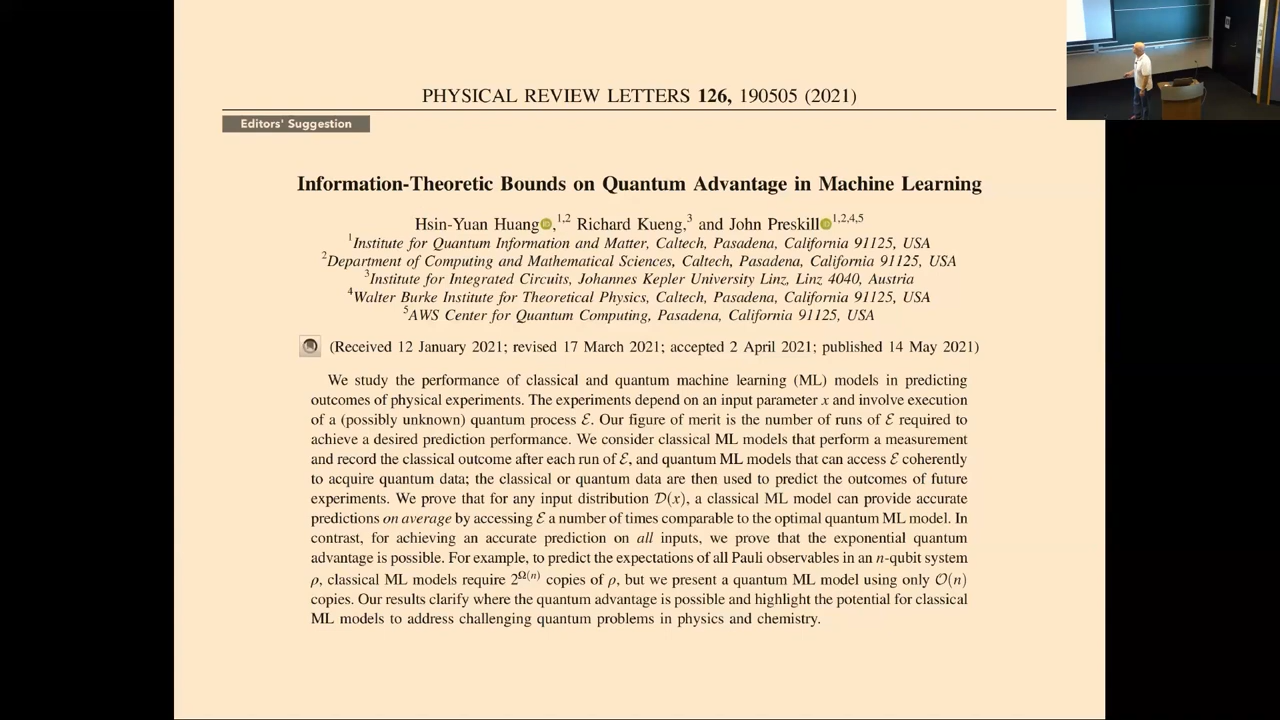 PHYSICAL REVIEW LETTERS 126, 190505 (2021)
Editors' Suggestion
Information-Theoretic Bounds on Quantum Advantage in Machine Learning
Hsin-Yuan Huang,1,2 Richard Kueng,3 and John Preskill1,2,4,5
1Institute for Quantum Information and Matter, Caltech, Pasadena, California 91125, USA
2Department of Computing and Mathematical Sciences, Caltech, Pasadena, California 91125, USA
3Institute for Integrated Circuits, Johannes Kepler University Linz, Linz 4040, Austria
4Walter Burke Institute for Theoretical Physics, Caltech, Pasadena, California 91125, USA
5AWS Center for Quantum Computing, Pasadena, California 91125, USA
(Received 12 January 2021; revised 17 March 2021; accepted 2 April 2021; published 14 May 2021)
We study the performance of classical and quantum machine learning (ML) models in predicting
outcomes of physical experiments. The experiments depend on an input parameter x and involve execution
of a (possibly unknown) quantum process ℰ. Our figure of merit is the number of runs of ℰ required to
achieve a desired prediction performance. We consider classical ML models that perform a measurement
and record the classical outcome after each run of ℰ, and quantum ML models that can access ℰ coherently
to acquire quantum data; the classical or quantum data are then used to predict the outcomes of future
experiments. We prove that for any input distribution 𝒟(x), a classical ML model can provide accurate
predictions on average by accessing ℰ a number of times comparable to the optimal quantum ML model. In
contrast, for achieving an accurate prediction on all inputs, we prove that the exponential quantum
advantage is possible. For example, to predict the expectations of all Pauli observables in an n-qubit system
ρ, classical ML models require 2^Ω(n) copies of ρ, but we present a quantum ML model using only 𝒪(n)
copies. Our results clarify where the quantum advantage is possible and highlight the potential for classical
ML models to address challenging quantum problems in physics and chemistry.